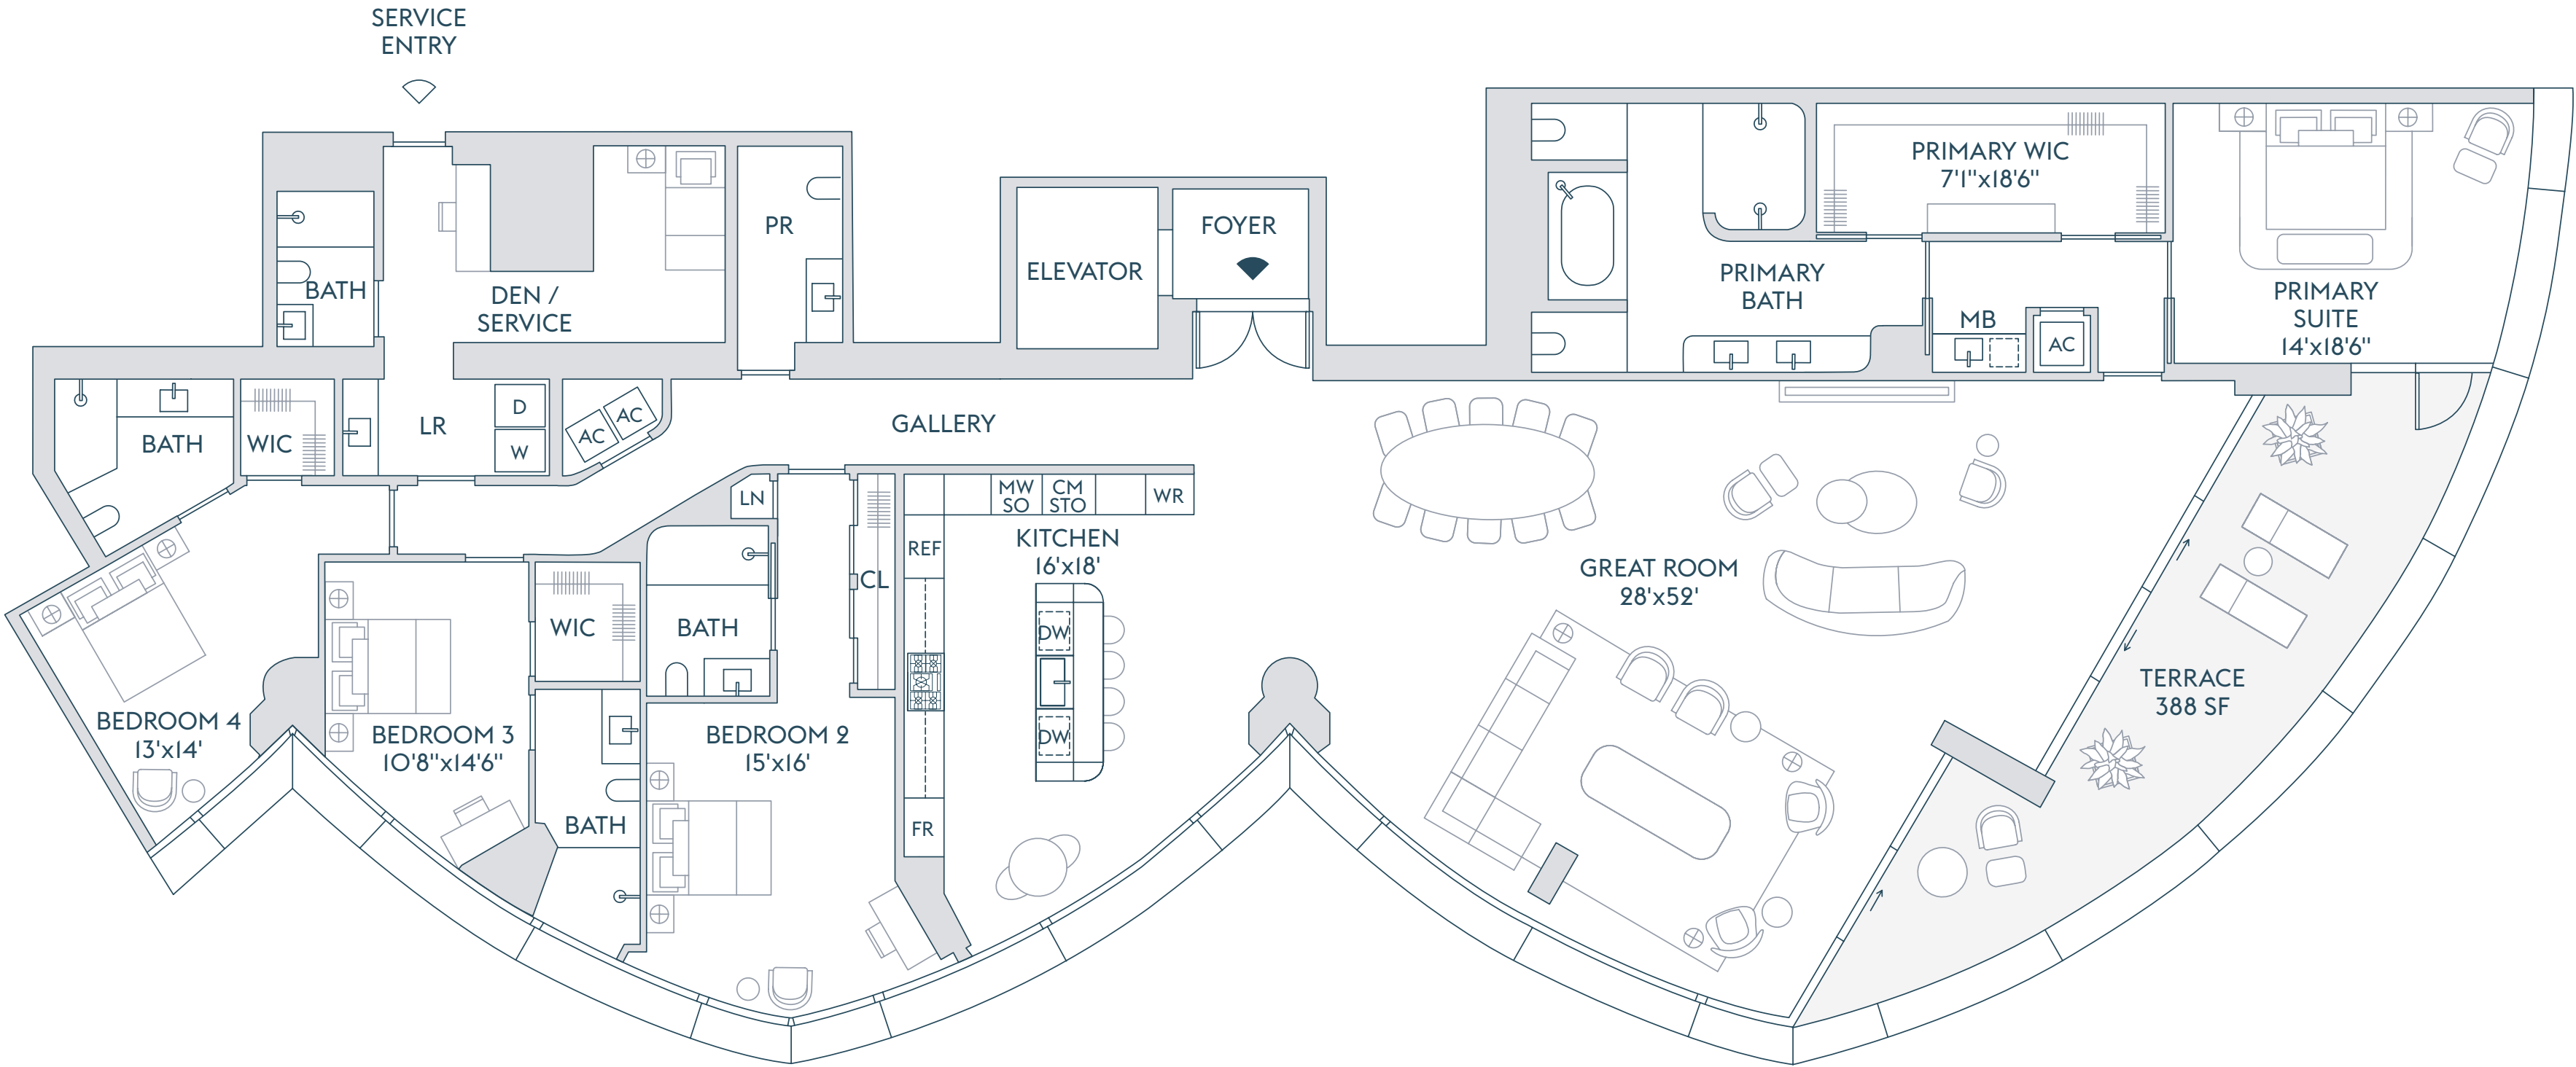 SERVICE
ENTRY
BATH
DEN /
SERVICE
PR
ELEVATOR
FOYER
PRIMARY
BATH
PRIMARY WIC
7'1"x18'6"
MB
AC
PRIMARY
SUITE
14'x18'6"
BATH
WIC
LR
D
W
AC
AC
GALLERY
LN
CL
MW
SO
CM
STO
WR
REF
KITCHEN
16'x18'
DW
DW
FR
GREAT ROOM
28'x52'
TERRACE
388 SF
WIC
BATH
BEDROOM 4
13'x14'
BEDROOM 3
10'8"x14'6"
BATH
BEDROOM 2
15'x16'